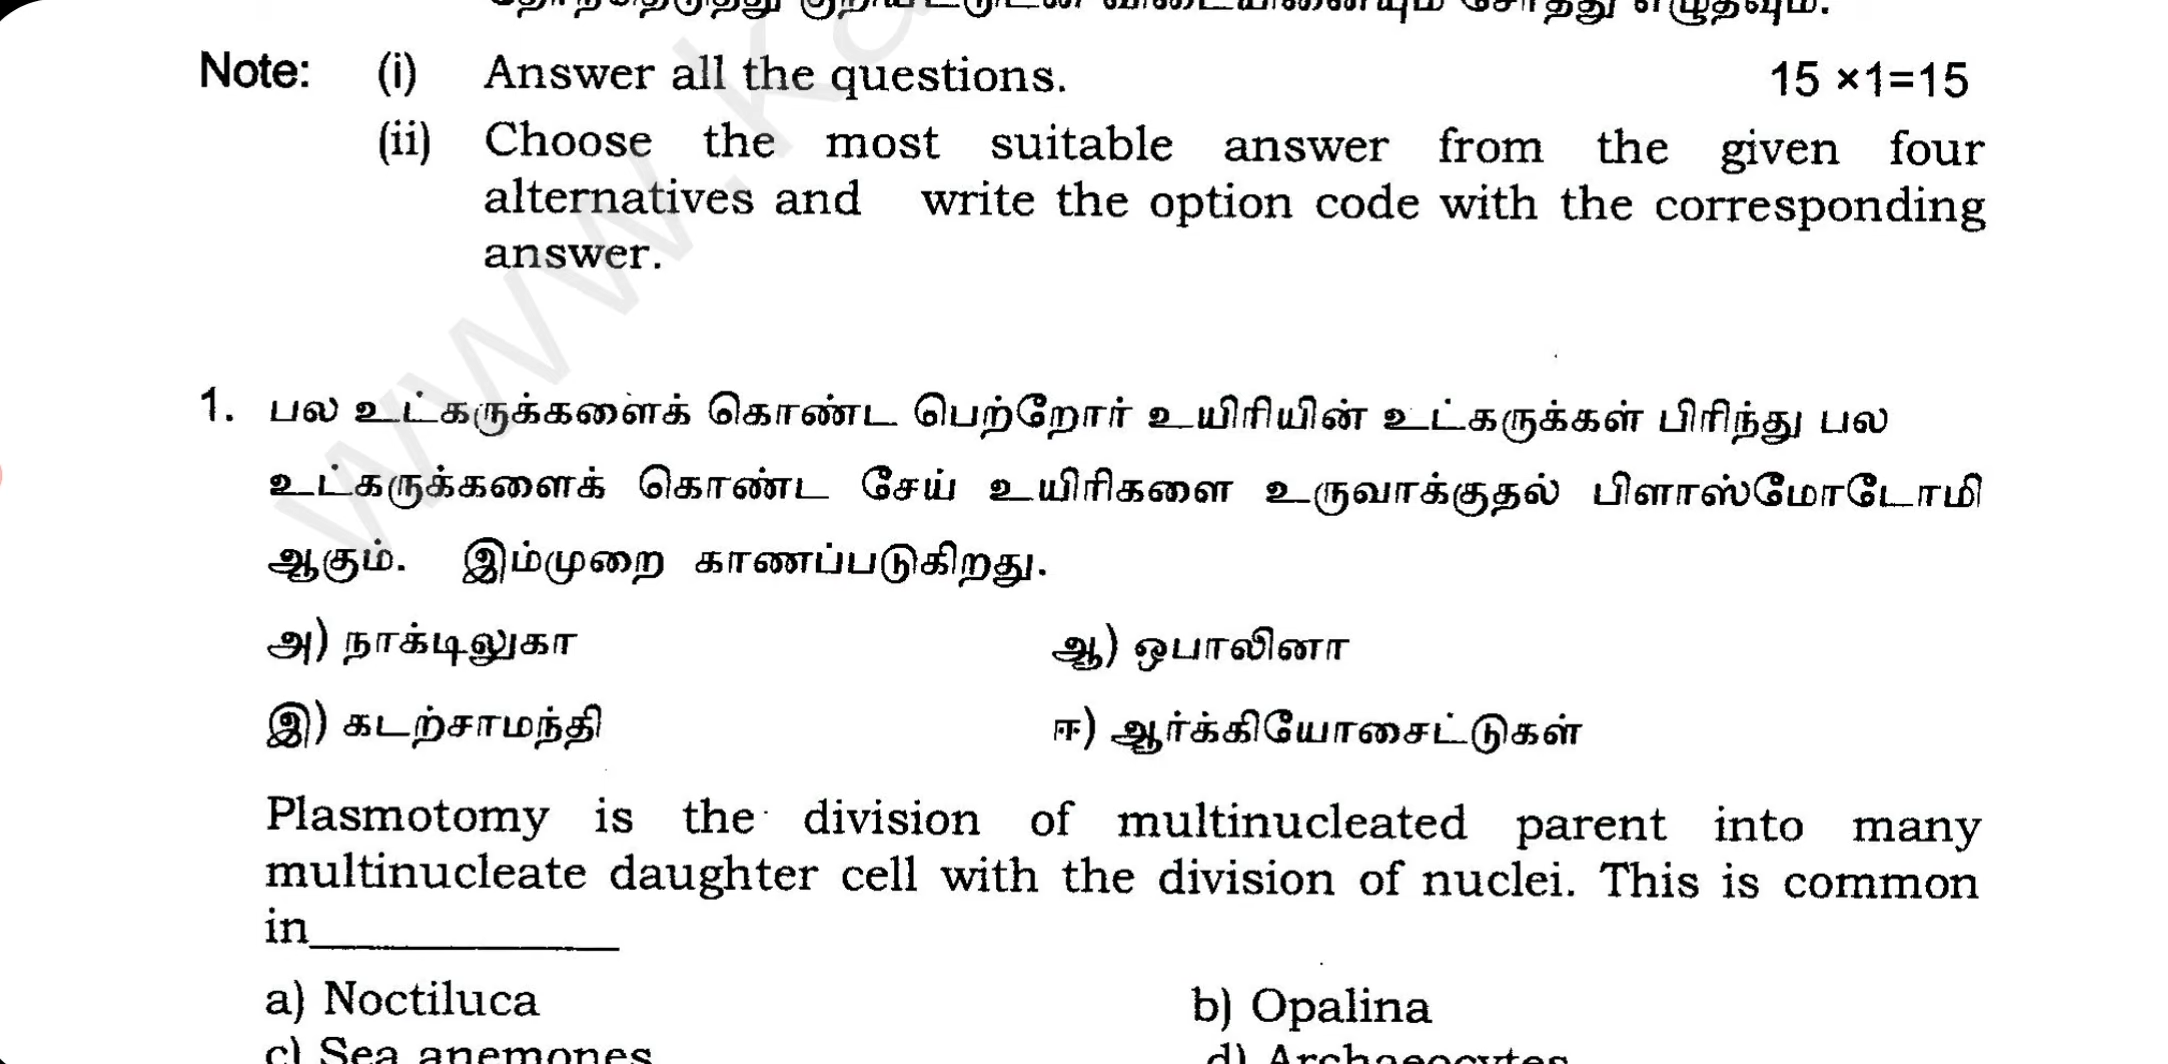 Note: (i) Answer all the questions. 15 ×1=15
(ii) Choose the most suitable answer from the given four
alternatives and write the option code with the corresponding
answer.
1. பல உட்கருக்களைக் கொண்ட பெற்றோர் உயிரியின் உட்கருக்கள் பிரிந்து பல
உட்கருக்களைக் கொண்ட சேய் உயிரிகளை உருவாக்குதல் பிளாஸ்மோடோமி
ஆகும். இம்முறை காணப்படுகிறது.
அ) நாக்டிலுகா ஆ) ஒபாலினா
இ) கடற்சாமந்தி ஈ) ஆர்க்கியோசைட்டுகள்
Plasmotomy is the division of multinucleated parent into many
multinucleate daughter cell with the division of nuclei. This is common
in__________
a) Noctiluca b) Opalina
c) Sea anemones d) Archaeocytes